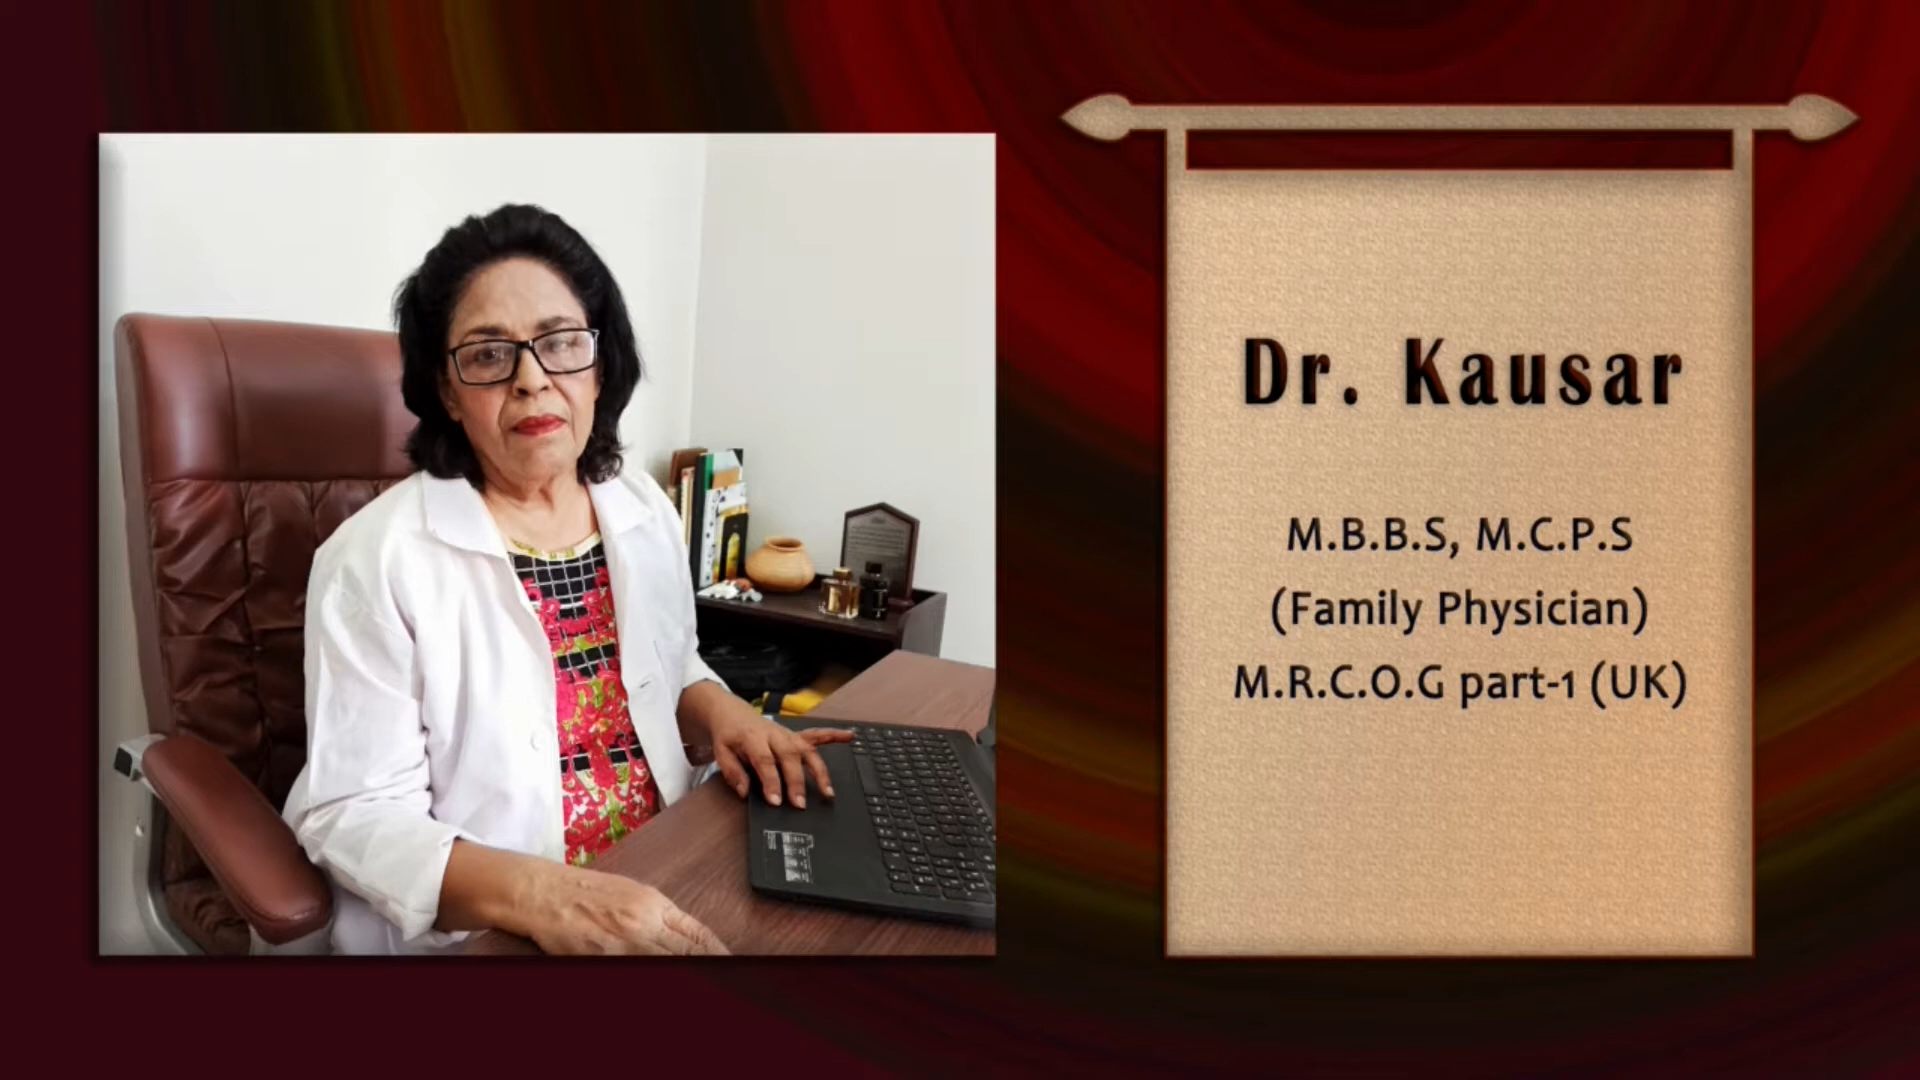 Dr. Kausar
M.B.B.S, M.C.P.S
(Family Physician)
M.R.C.O.G part-1 (UK)